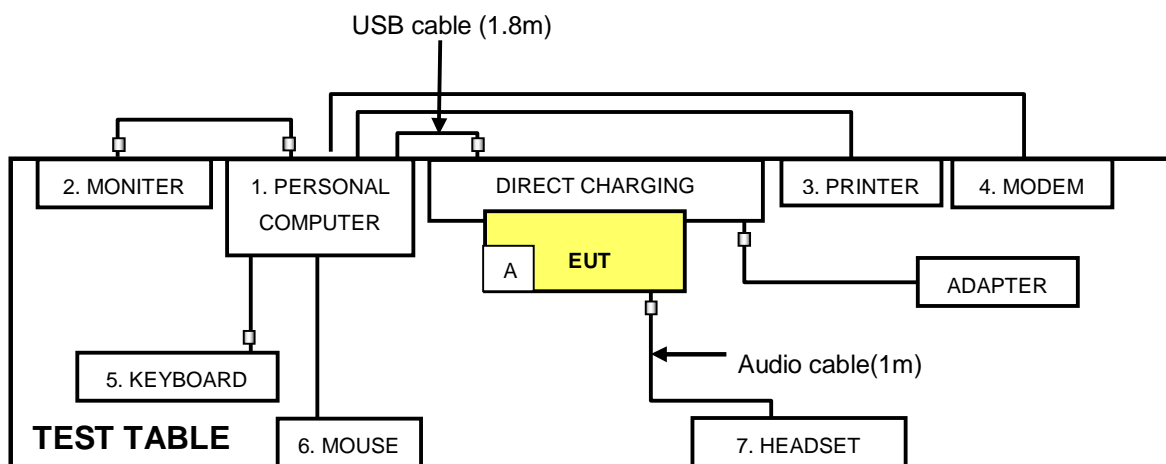 USB cable (1.8m)
2. MONITER
1. PERSONAL
COMPUTER
DIRECT CHARGING
3. PRINTER
4. MODEM
A
EUT
ADAPTER
5. KEYBOARD
Audio cable(1m)
TEST TABLE
6. MOUSE
7. HEADSET